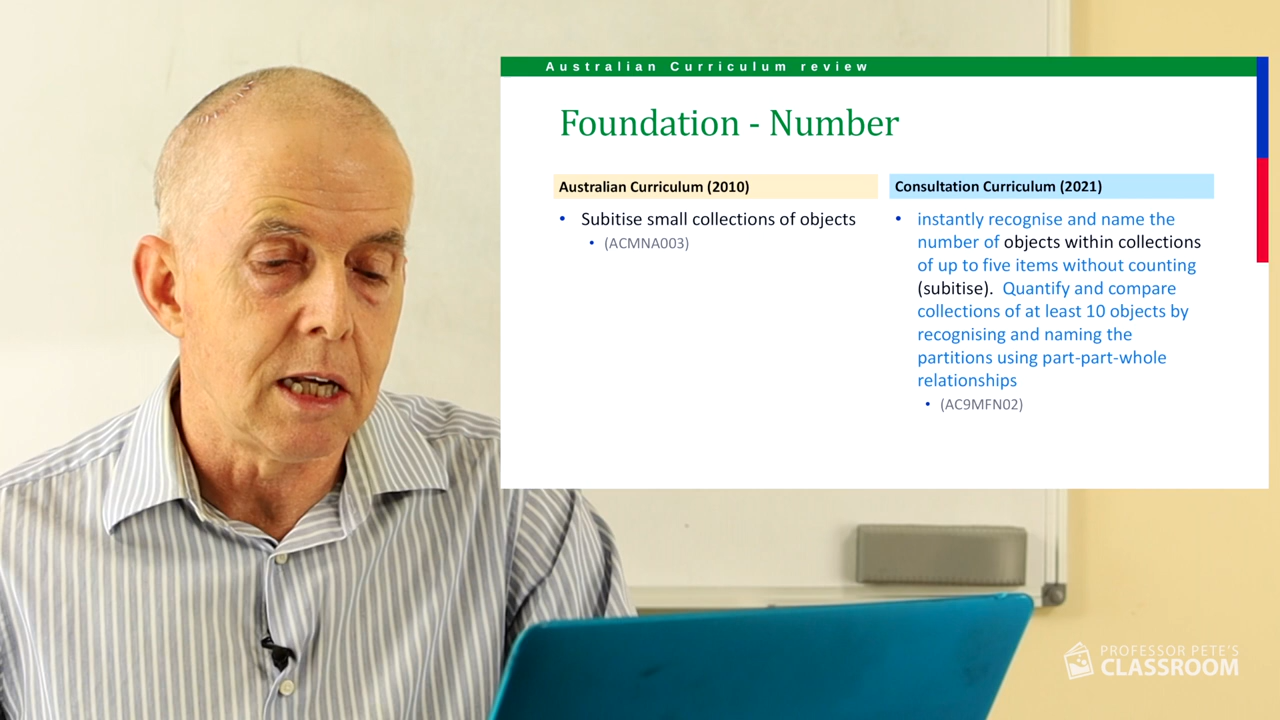 Australian Curriculum review
Foundation - Number
Australian Curriculum (2010)
• Subitise small collections of objects
• (ACMNA003)
Consultation Curriculum (2021)
• instantly recognise and name the
number of objects within collections
of up to five items without counting
(subitise). Quantify and compare
collections of at least 10 objects by
recognising and naming the
partitions using part-part-whole
relationships
• (AC9MFN02)
PROFESSOR PETE'S
CLASSROOM